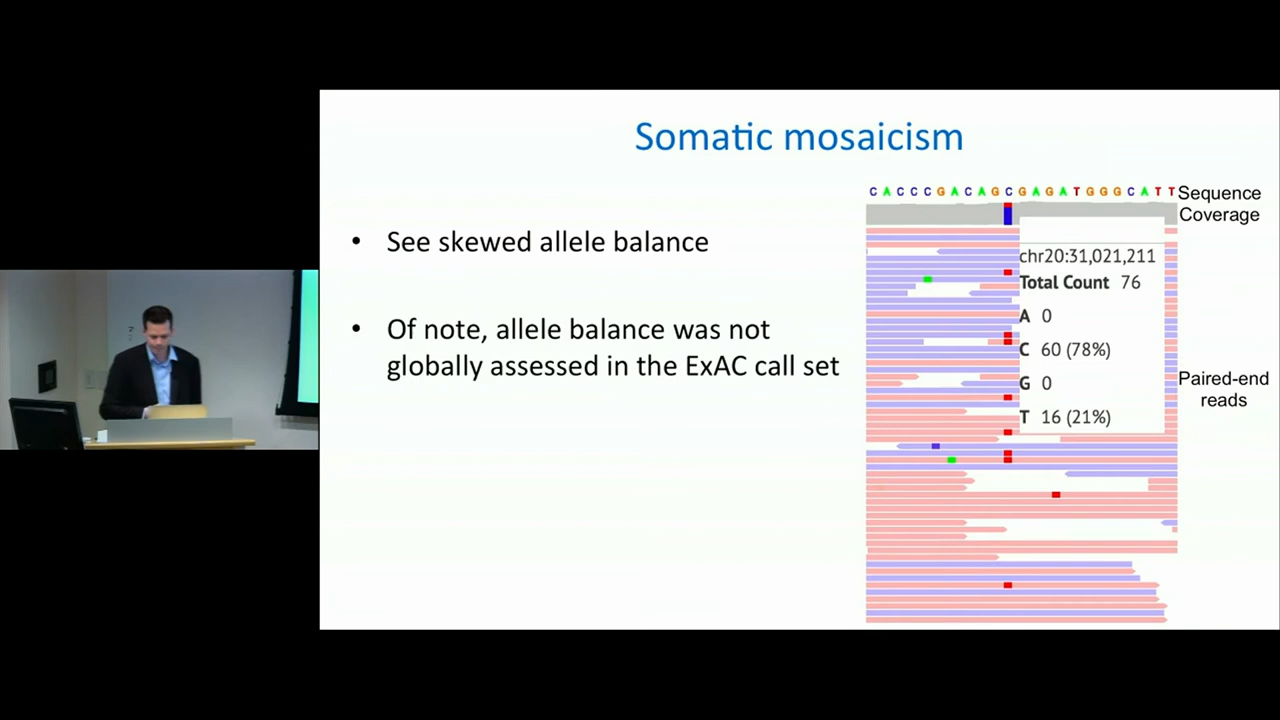 Somatic mosaicism
• See skewed allele balance
• Of note, allele balance was not
globally assessed in the ExAC call set
CACCCGACAGCGAGATGGGCATT
Sequence
Coverage
chr20:31,021,211
Total Count 76
A 0
C 60 (78%)
G 0
T 16 (21%)
Paired-end
reads